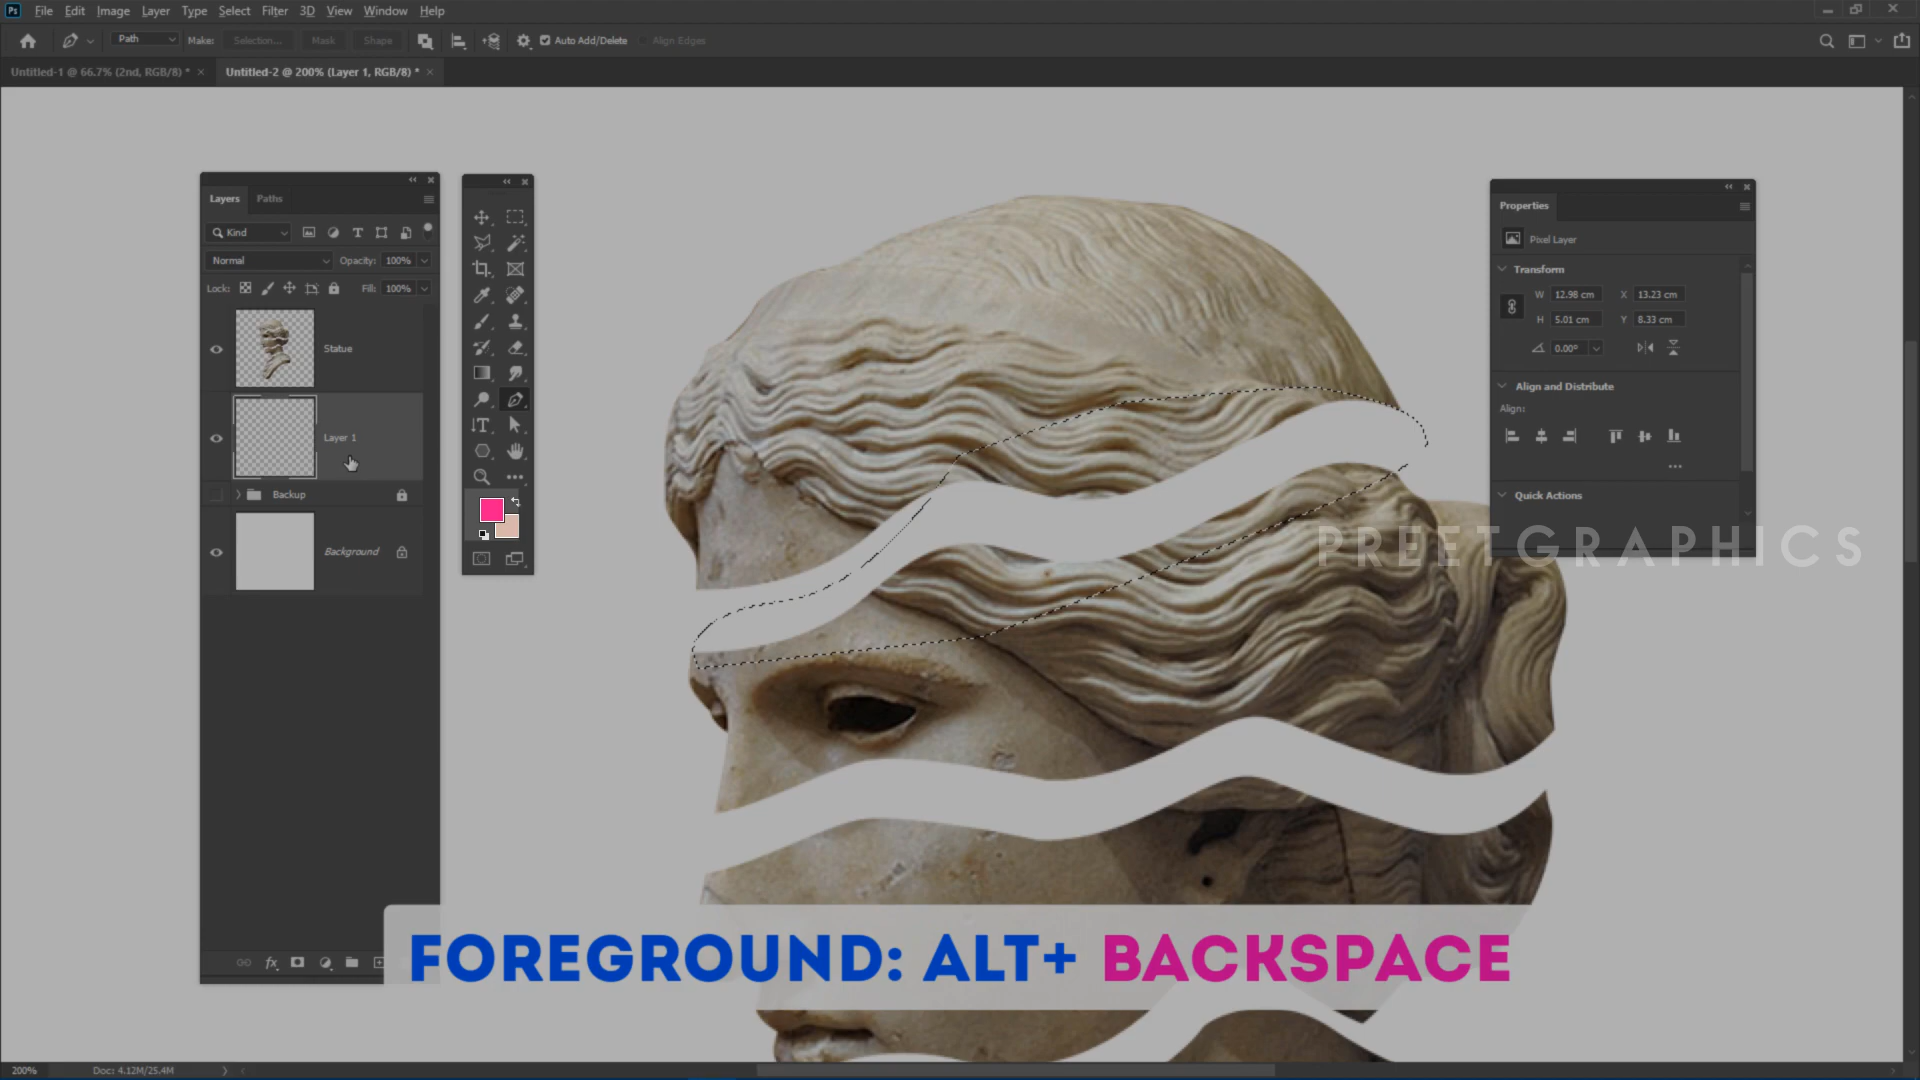 Ps File Edit Image Layer Type Select Filter 3D View Window Help
Path Make: Selection... Mask Shape Auto Add/Delete Align Edges
Untitled-1 @ 66.7% (2nd, RGB/8) * × Untitled-2 @ 200% (Layer 1, RGB/8) * ×
Layers Paths
Kind
Normal Opacity: 100%
Lock: Fill: 100%
Statue
Layer 1
Backup
Background
Properties
Pixel Layer
Transform
W 12.98 cm X 13.23 cm
H 5.01 cm Y 8.33 cm
0.00°
Align and Distribute
Align:
Quick Actions
PREETGRAPHICS
FOREGROUND: ALT+ BACKSPACE
200% Doc: 4.12M/25.4M